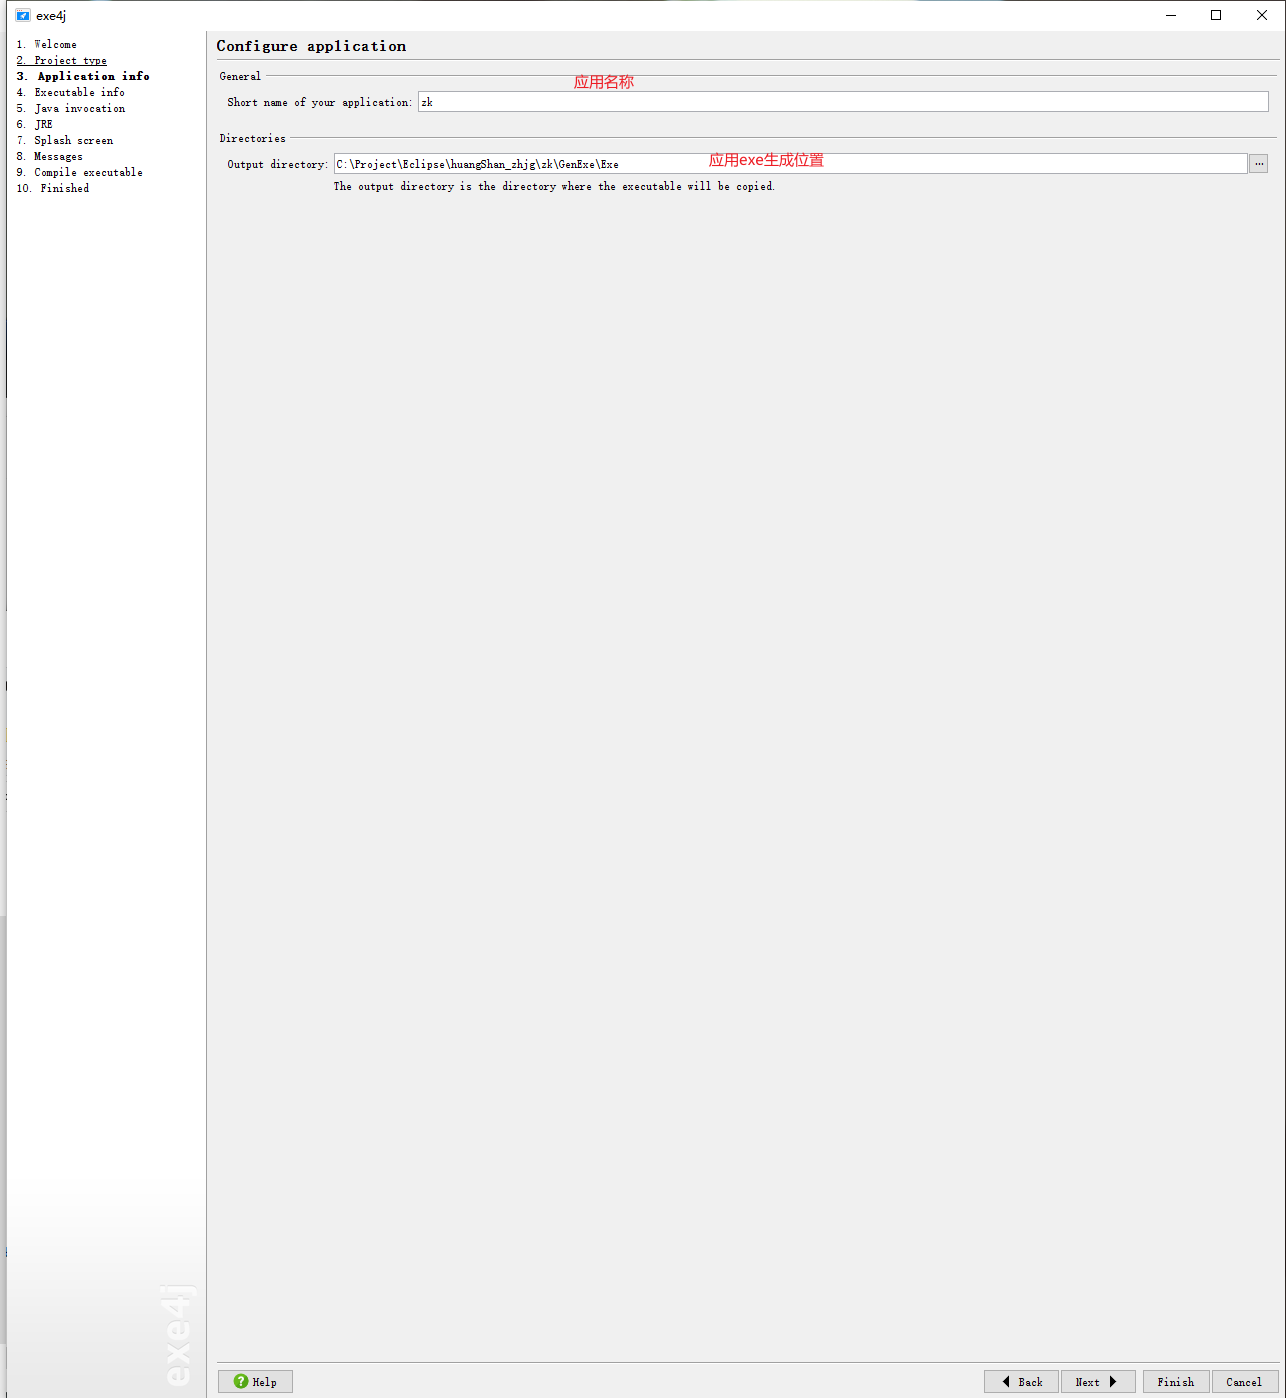 exe4j
1. Welcome
2. Project type
3. Application info
4. Executable info
5. Java invocation
6. JRE
7. Splash screen
8. Messages
9. Compile executable
10. Finished
Configure application
General
应用名称
Short name of your application: zk
Directories
Output directory: C:\Project\Eclipse\huangShan_zhjg\zk\GenExe\Exe 应用exe生成位置 ...
The output directory is the directory where the executable will be copied.
exe4j
? Help Back Next Finish Cancel